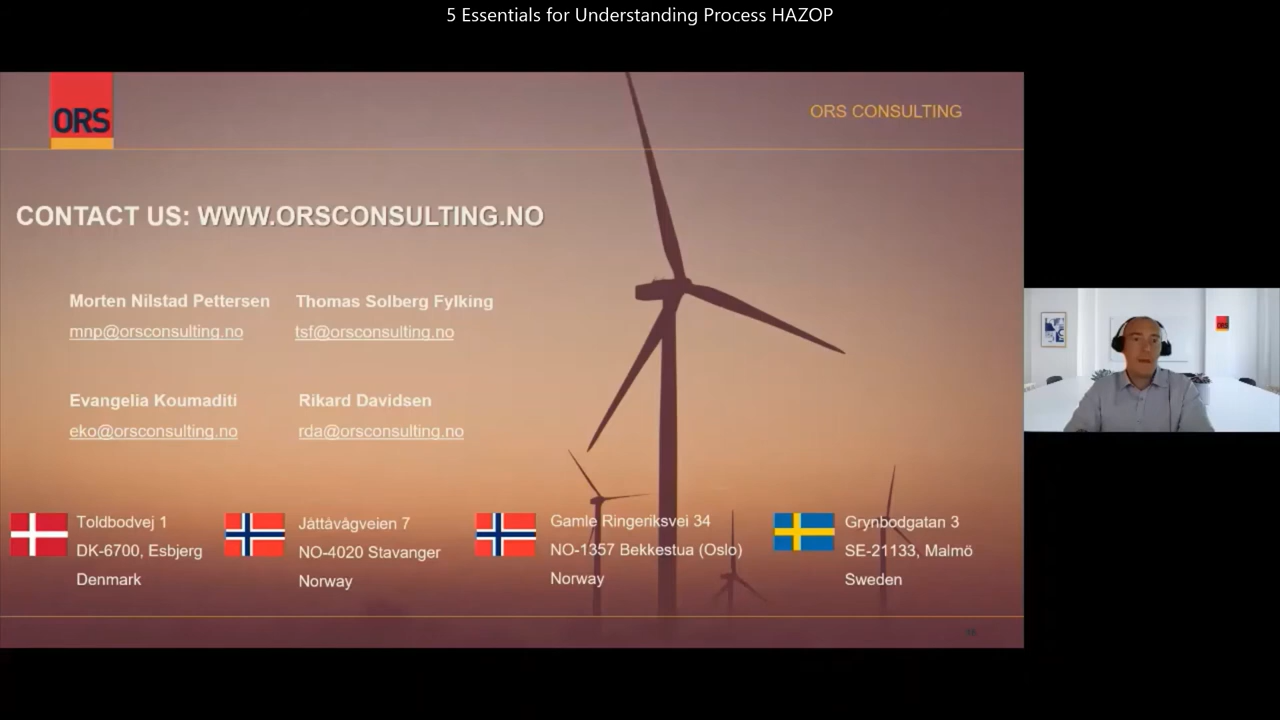 5 Essentials for Understanding Process HAZOP
ORS
ORS CONSULTING
CONTACT US: WWW.ORSCONSULTING.NO
Morten Nilstad Pettersen
mnp@orsconsulting.no
Thomas Solberg Fylking
tsf@orsconsulting.no
Evangelia Koumaditi
eko@orsconsulting.no
Rikard Davidsen
rda@orsconsulting.no
Toldbodvej 1
DK-6700, Esbjerg
Denmark
Jåttåvågveien 7
NO-4020 Stavanger
Norway
Gamle Ringeriksvei 34
NO-1357 Bekkestua (Oslo)
Norway
Grynbodgatan 3
SE-21133, Malmö
Sweden
ORS